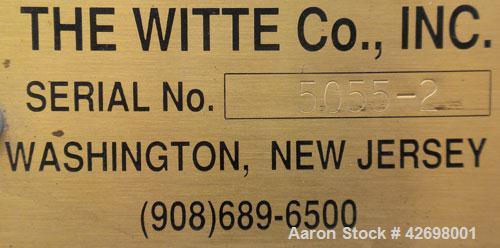 THE WITTE Co., INC.
SERIAL No. 5055-2
WASHINGTON, NEW JERSEY
(908)689-6500
Aaron Stock # 42698001